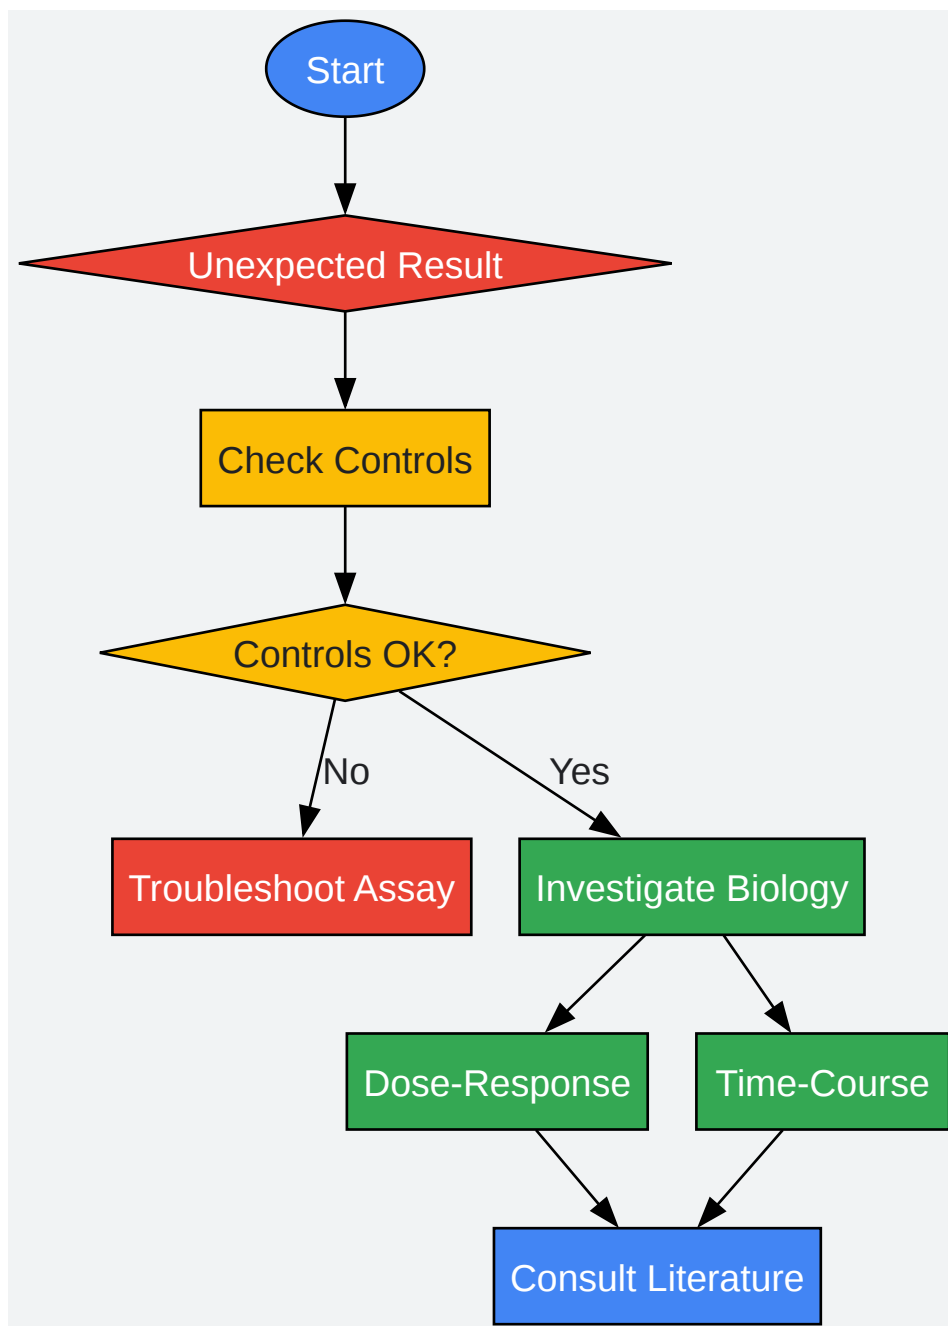 Start
Unexpected Result
Check Controls
Controls OK?
No
Yes
Troubleshoot Assay
Investigate Biology
Dose-Response
Time-Course
Consult Literature